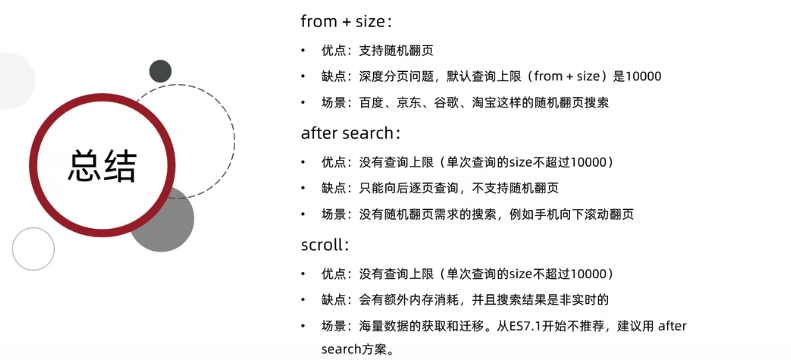 总结
from + size：
• 优点：支持随机翻页
• 缺点：深度分页问题，默认查询上限（from + size）是10000
• 场景：百度、京东、谷歌、淘宝这样的随机翻页搜索
after search：
• 优点：没有查询上限（单次查询的size不超过10000）
• 缺点：只能向后逐页查询，不支持随机翻页
• 场景：没有随机翻页需求的搜索，例如手机向下滚动翻页
scroll：
• 优点：没有查询上限（单次查询的size不超过10000）
• 缺点：会有额外内存消耗，并且搜索结果是非实时的
• 场景：海量数据的获取和迁移。从ES7.1开始不推荐，建议用 after
search方案。